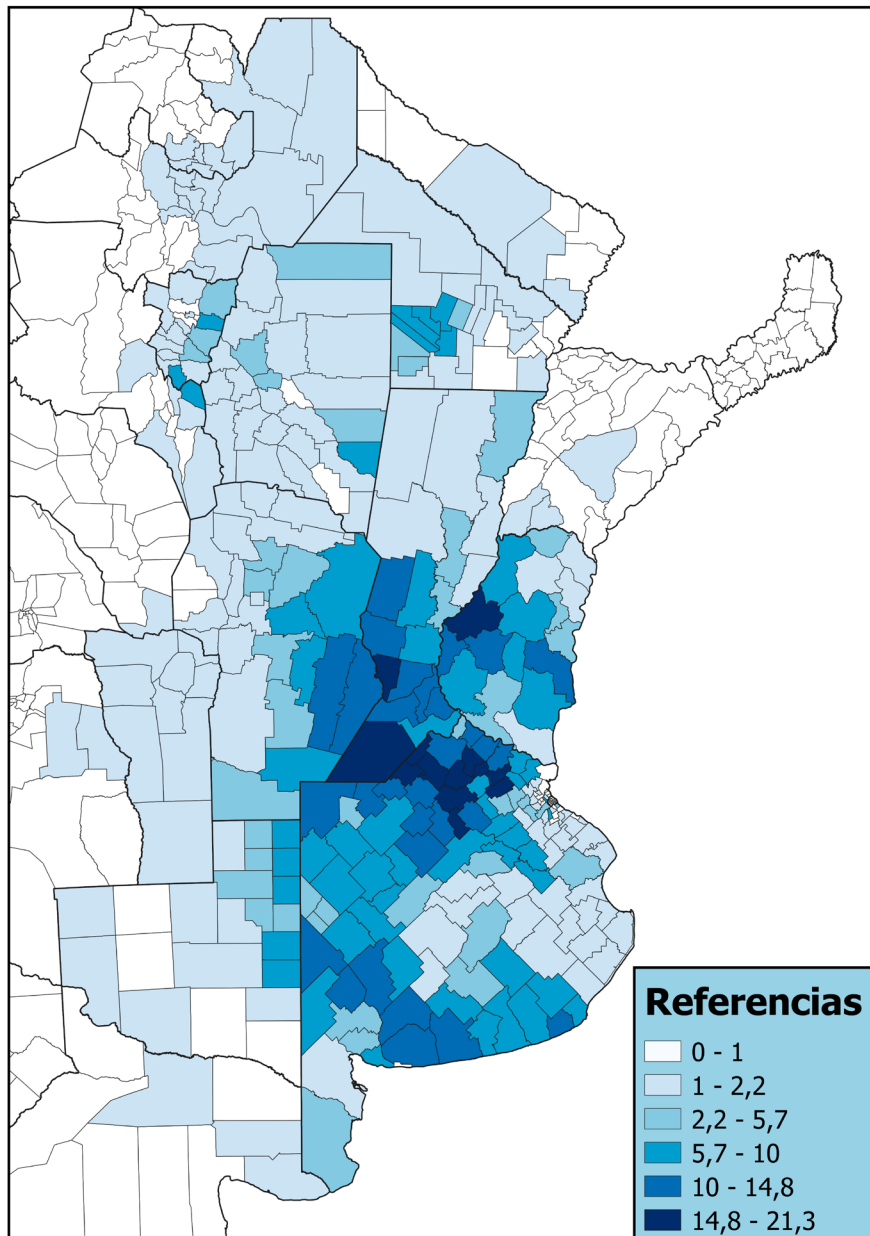 Referencias
0 - 1
1 - 2,2
2,2 - 5,7
5,7 - 10
10 - 14,8
14,8 - 21,3